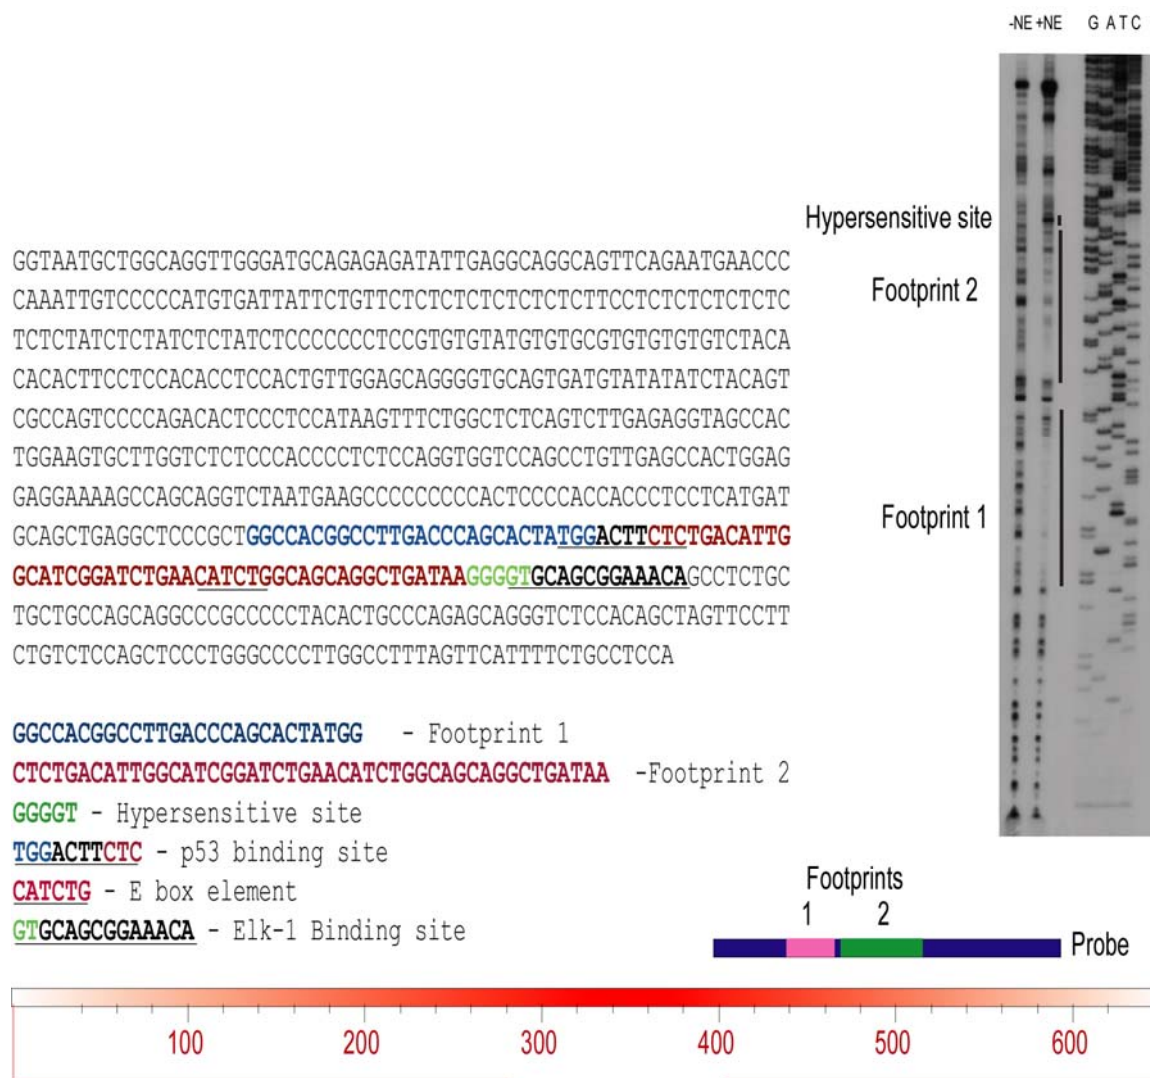 -NE +NE G A T C
Hypersensitive site
Footprint 2
Footprint 1
GGTAATGCTGGCAGGTTGGGATGCAGAGAGATATTGAGGCAGGCAGTTCAGAATGAACCC
CAAATTGTCCCCCATGTGATTATTCTGTTCTCTCTCTCTCTCTTCCTCTCTCTCTCTC
TCTCTATCTCTATCTCTATCTCCCCCCCTCCGTGTGTATGTGTGCGTGTGTGTGTCTACA
CACACTTCCTCCACACCTCCACTGTTGGAGCAGGGGTGCAGTGATGTATATATCTACAGT
CGCCAGTCCCCAGACACTCCCTCCATAAGTTTCTGGCTCTCAGTCTTGAGAGGTAGCCAC
TGGAAGTGCTTGGTCTCTCCCACCCCTCTCCAGGTGGTCCAGCCTGTTGAGCCACTGGAG
GAGGAAAAGCCAGCAGGTCTAATGAAGCCCCCCCCCACTCCCCACCACCCTCCTCATGAT
GCAGCTGAGGCTCCCGCTGGCCACGGCCTTGACCCAGCACTATGGACTTCTCTGACATTG
GCATCGGATCTGAACATCTGGCAGCAGGCTGATAAGGGGTGCAGCGGAAACAGCCTCTGC
TGCTGCCAGCAGGCCCGCCCCCTACACTGCCCAGAGCAGGGTCTCCACAGCTAGTTCCTT
CTGTCTCCAGCTCCCTGGGCCCCTTGGCCTTTAGTTCATTTTCTGCCTCCA
GGCCACGGCCTTGACCCAGCACTATGG - Footprint 1
CTCTGACATTGGCATCGGATCTGAACATCTGGCAGCAGGCTGATAA -Footprint 2
GGGGT - Hypersensitive site
TGGACTTCTC - p53 binding site
CATCTG - E box element
GTGCAGCGGAAACA - Elk-1 Binding site
Footprints
1 2
Probe
100 200 300 400 500 600